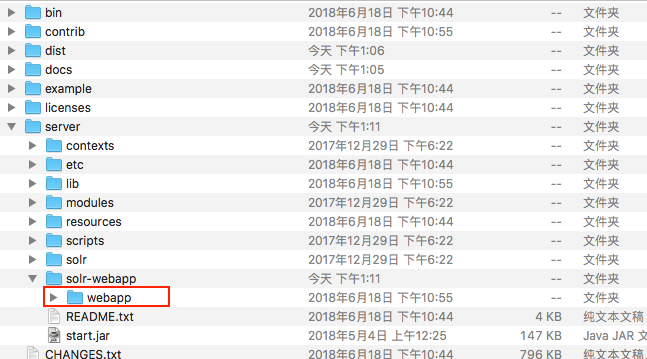 bin 2018年6月18日 下午10:44 -- 文件夹
contrib 2018年6月18日 下午10:55 -- 文件夹
dist 今天 下午1:06 -- 文件夹
docs 今天 下午1:05 -- 文件夹
example 2018年6月18日 下午10:44 -- 文件夹
licenses 2018年6月18日 下午10:44 -- 文件夹
server 今天 下午1:11 -- 文件夹
contexts 2017年12月29日 下午6:22 -- 文件夹
etc 2018年6月18日 下午10:44 -- 文件夹
lib 2018年6月18日 下午10:55 -- 文件夹
modules 2017年12月29日 下午6:22 -- 文件夹
resources 2018年6月18日 下午10:44 -- 文件夹
scripts 2017年12月29日 下午6:22 -- 文件夹
solr 2017年12月29日 下午6:22 -- 文件夹
solr-webapp 今天 下午1:11 -- 文件夹
webapp 2018年6月18日 下午10:55 -- 文件夹
README.txt 2018年6月18日 下午10:44 4 KB 纯文本文稿
start.jar 2018年5月4日 上午12:25 147 KB Java JAR 文
CHANGES.txt 2018年6月18日 下午10:44 796 KB 纯文本文稿